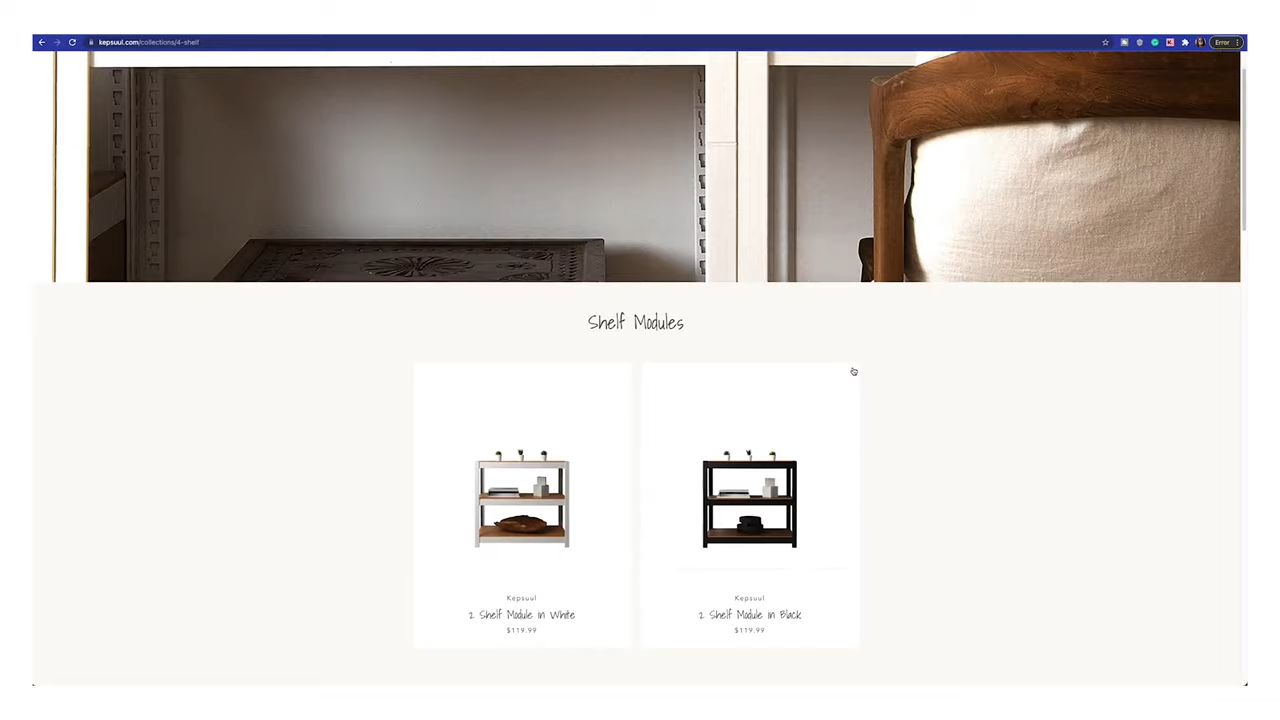 kepsuul.com/collections/4-shelf
Error
Shelf Modules
Kepsuul
2 Shelf Module in White
$119.99
Kepsuul
2 Shelf Module in Black
$119.99